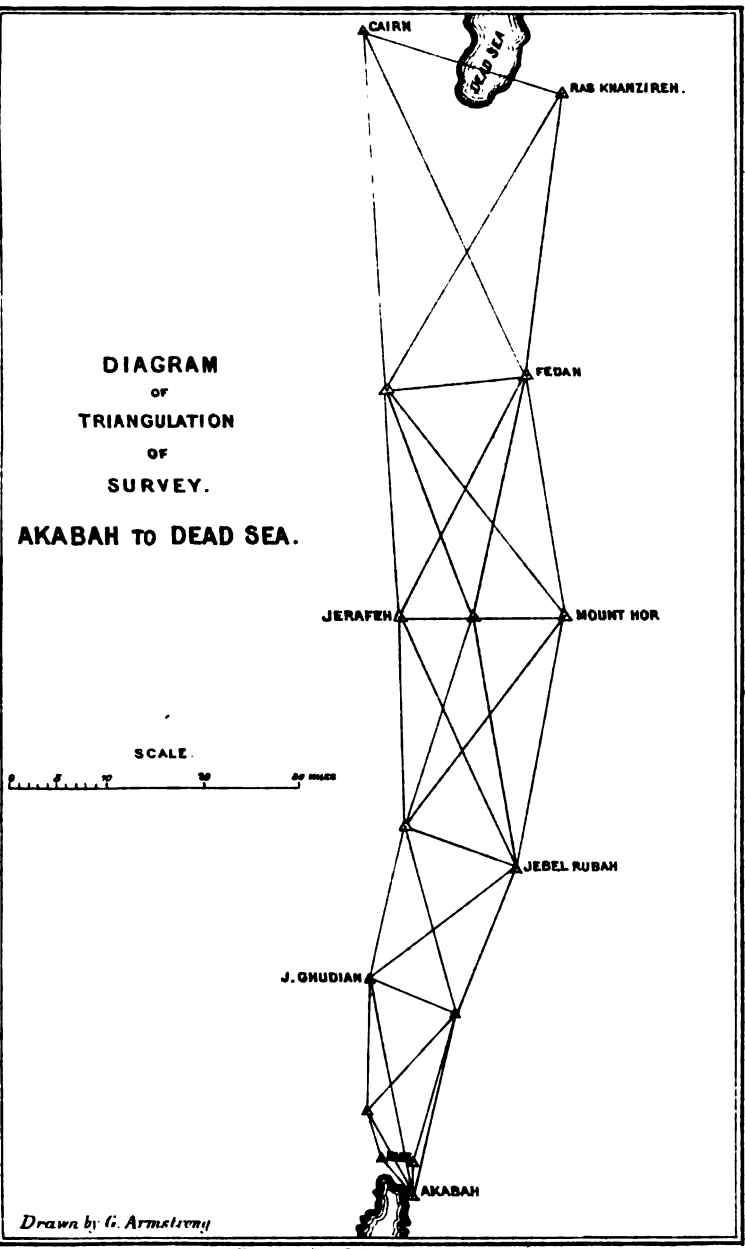 CAIRN
DEAD SEA
RAS KHANZIREH.
DIAGRAM
OF
TRIANGULATION
OF
SURVEY.
AKABAH TO DEAD SEA.
FEDAN
JERAFEH
MOUNT HOR
SCALE.
0 5 10 20 30 MILES
JEBEL RUBAH
J. GHUDIAN
AKABAH
Drawn by G. Armstrong